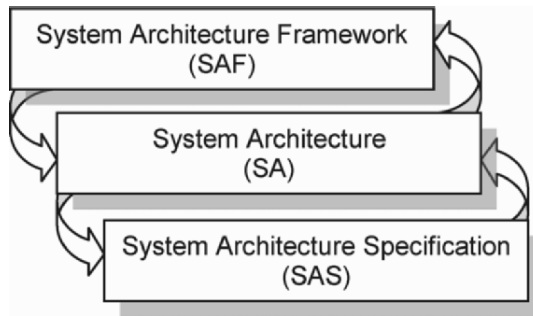 System Architecture Framework
(SAF)
System Architecture
(SA)
System Architecture Specification
(SAS)